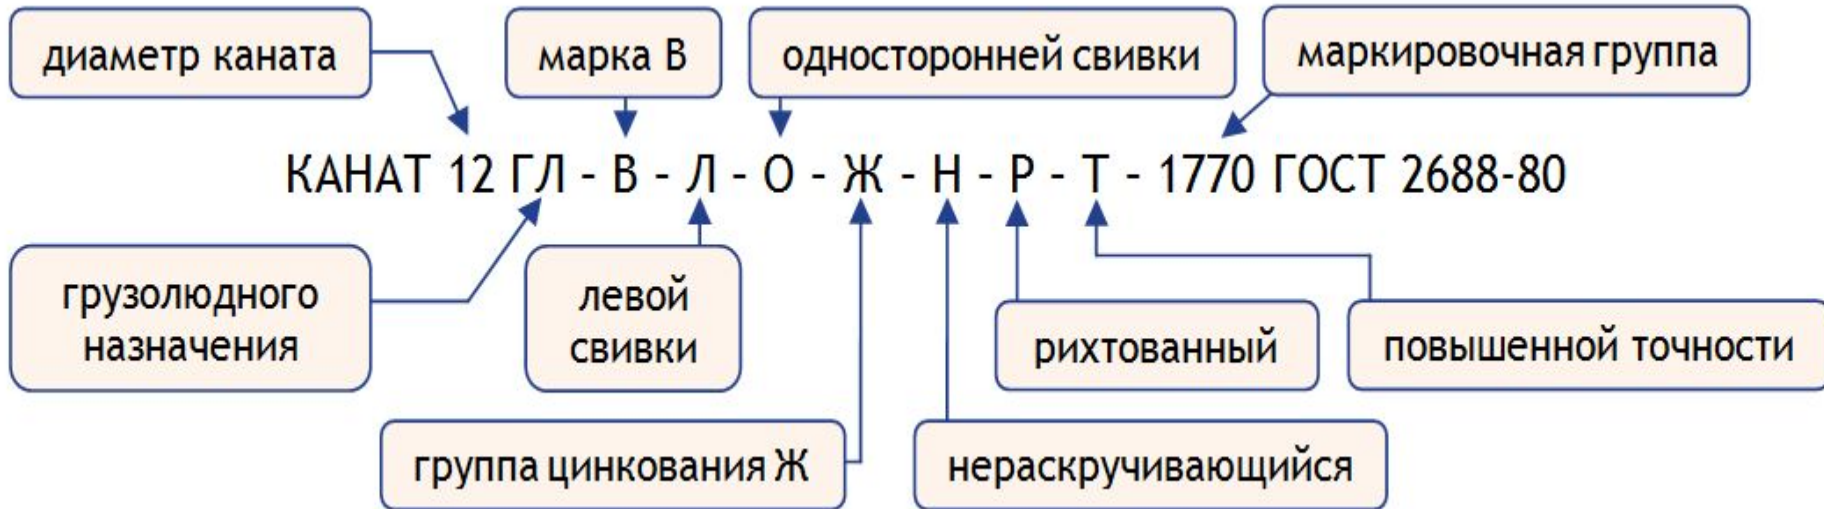 диаметр каната
марка В
односторонней свивки
маркировочная группа
КАНАТ 12 ГЛ - В - Л - О - Ж - Н - Р - Т - 1770 ГОСТ 2688-80
грузолюдного
назначения
левой
свивки
рихтованный
повышенной точности
группа цинкования Ж
нераскручивающийся